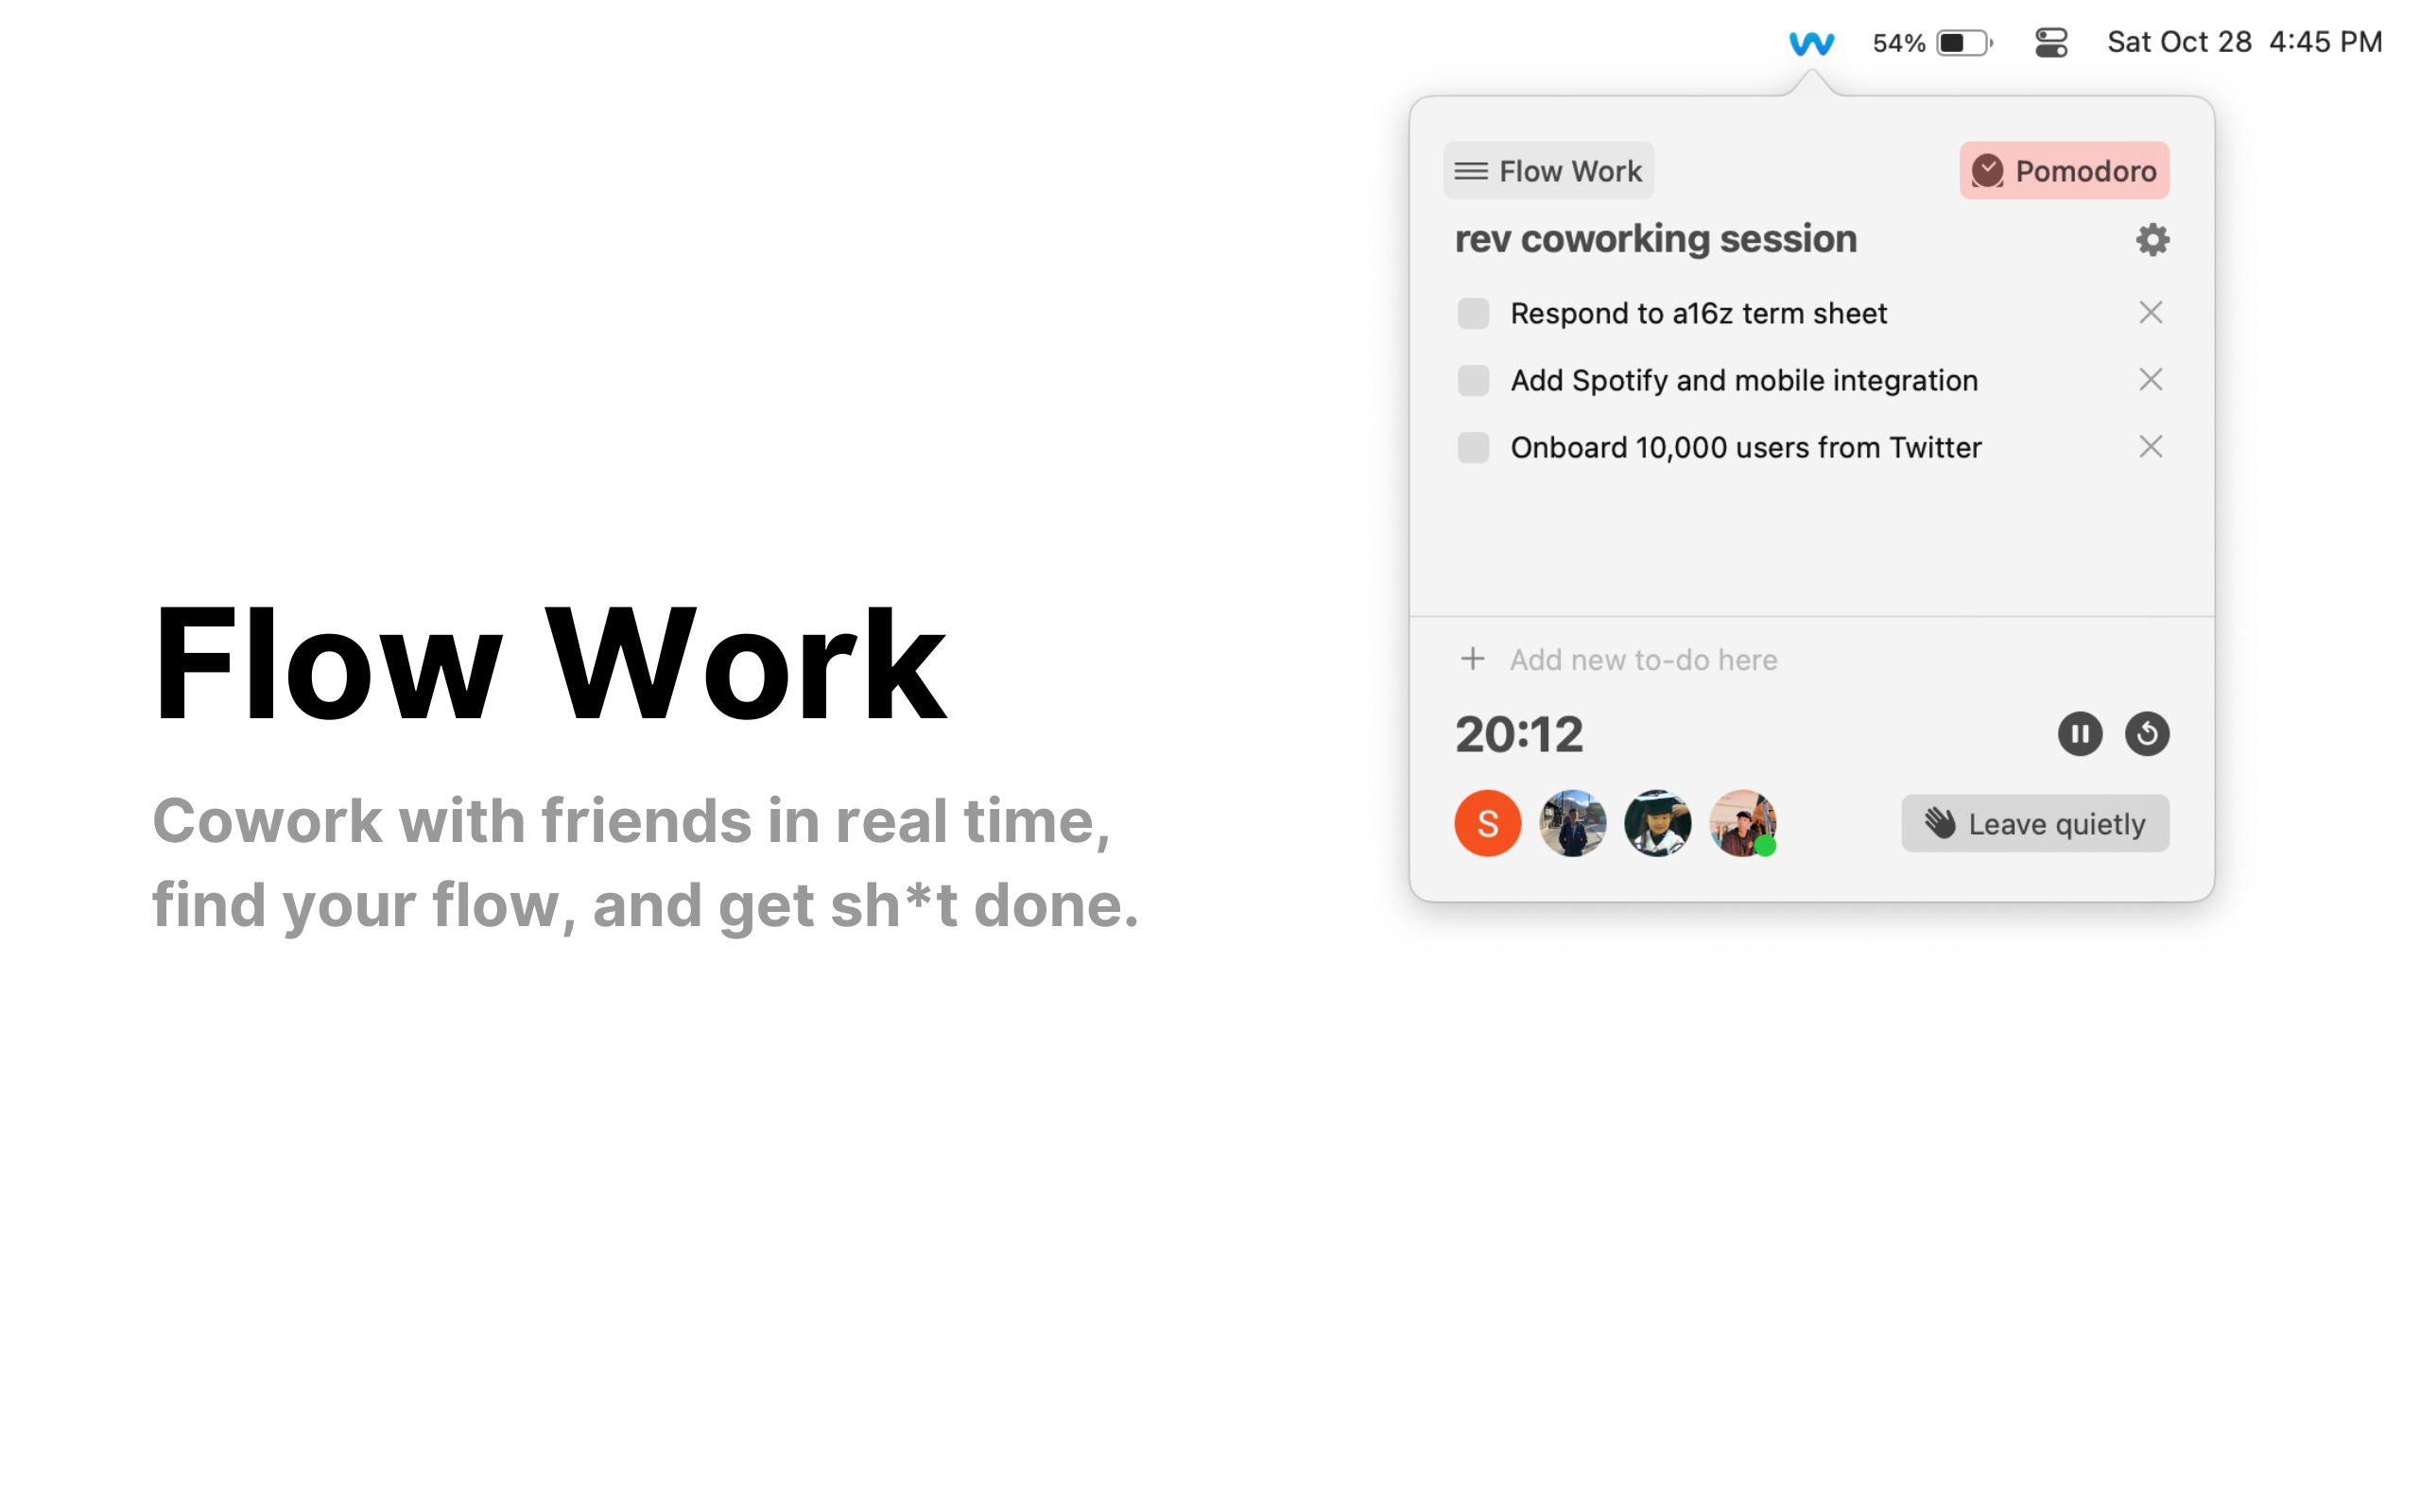 54%
Sat Oct 28 4:45 PM
Flow Work
Pomodoro
rev coworking session
Respond to a16z term sheet
Add Spotify and mobile integration
Onboard 10,000 users from Twitter
Add new to-do here
20:12
S
Leave quietly
Flow Work
Cowork with friends in real time,
find your flow, and get sh*t done.